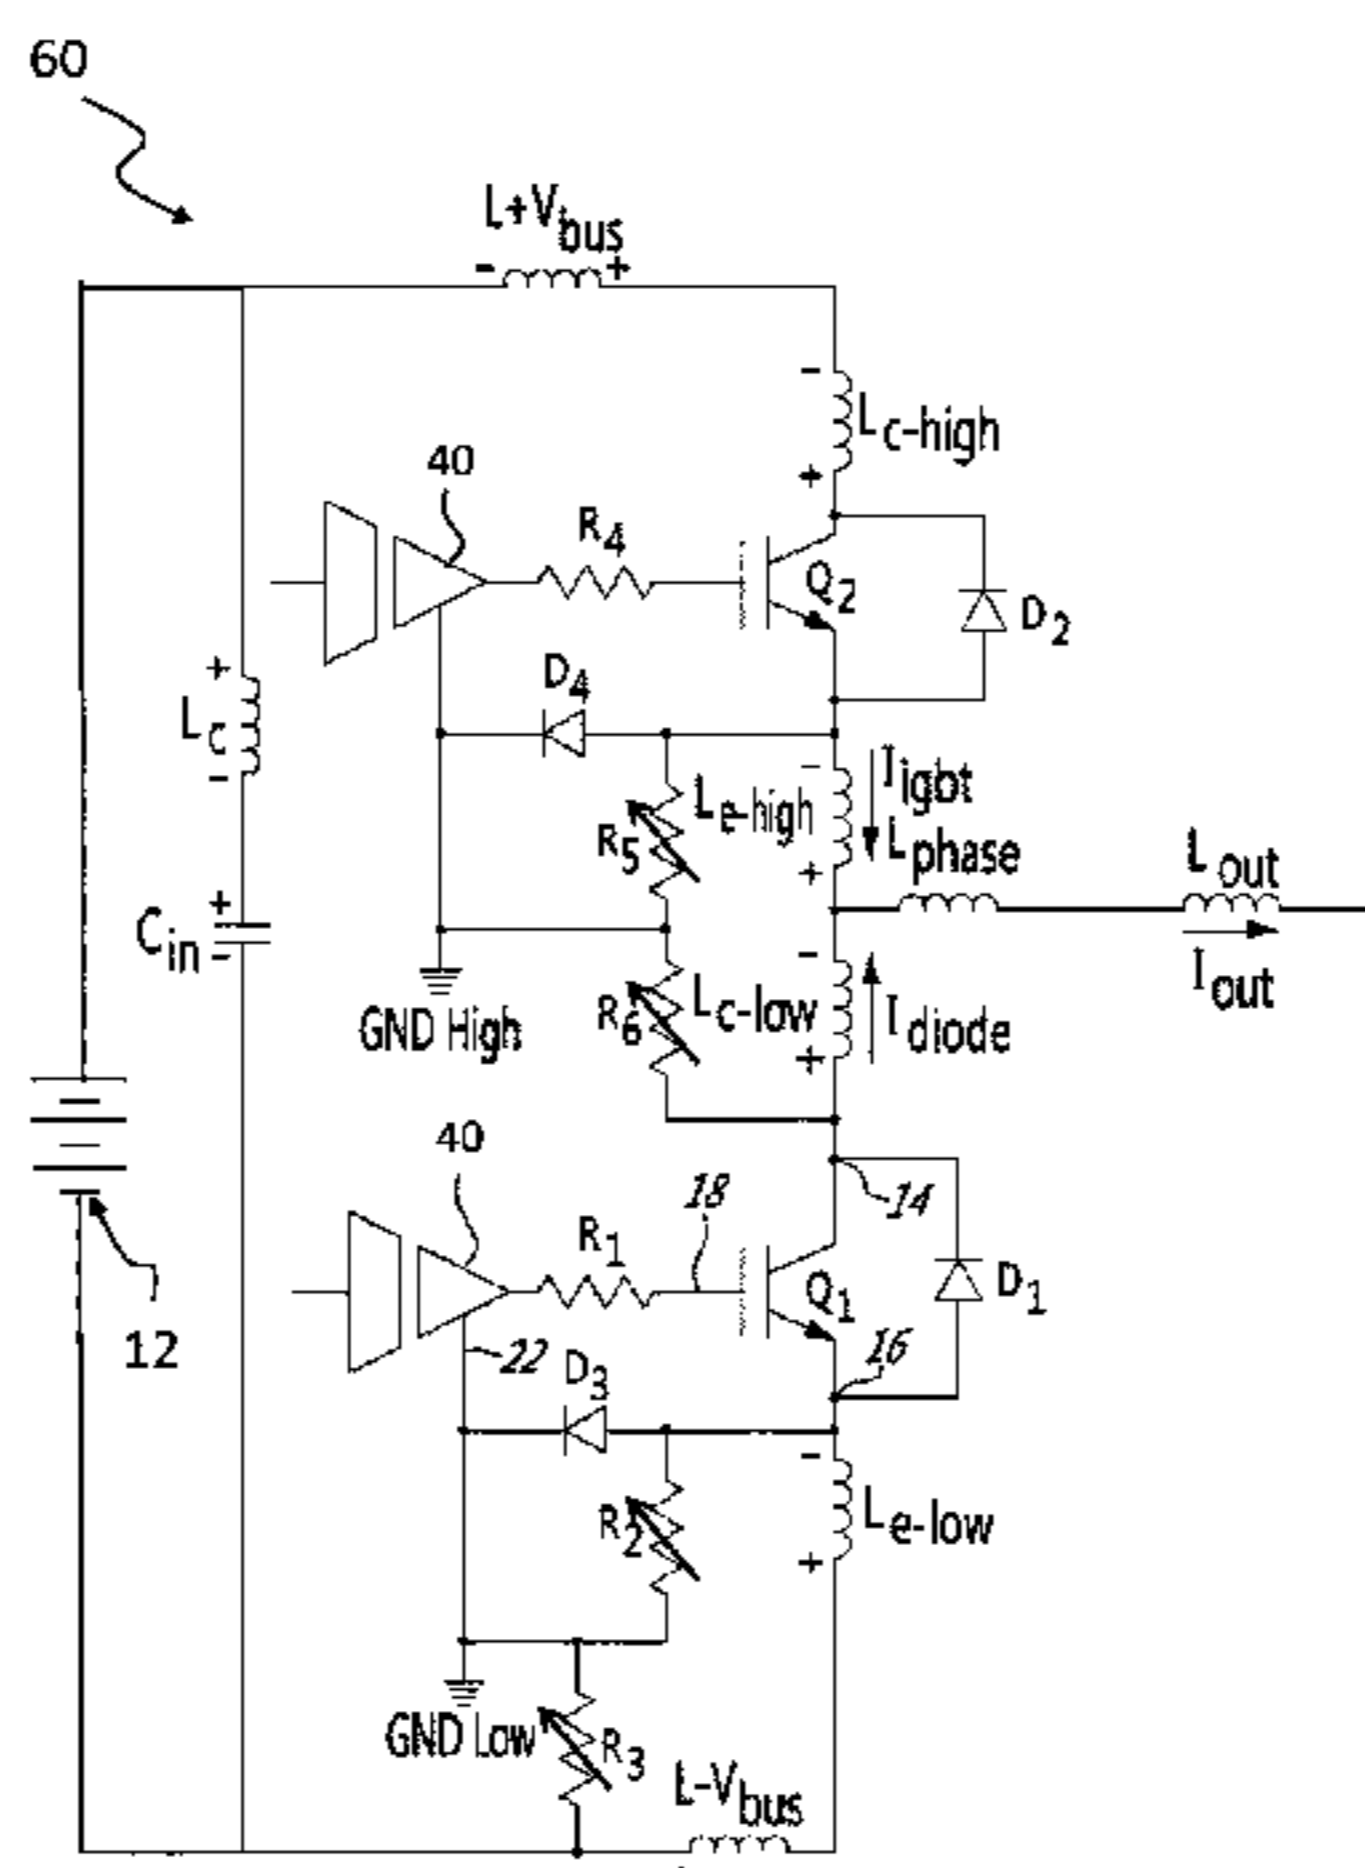 60
L+Vbus
- +
-
Lc-high
+
40
R4
Q2
D2
D4
+
Lc
-
-
Iigbt
Le-high
R5
Lphase
+
Lout
+
Cin
-
-
Iout
R6
Lc-low
Idiode
GND High
+
40
18
14
R1
Q1
D1
12
22
16
D3
-
Le-low
R2
+
GND Low
R3
L-Vbus